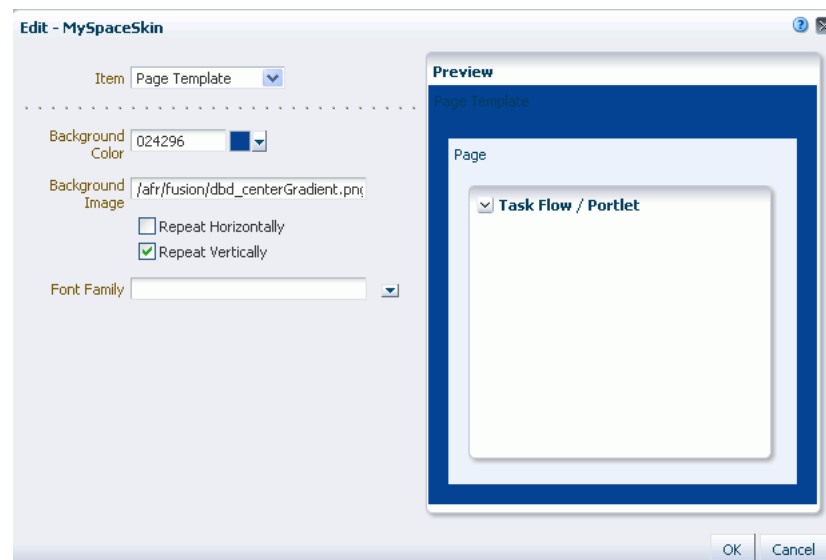 Edit - MySpaceSkin
Item Page Template
Background Color 024296
Background Image /afr/fusion/dbd_centerGradient.png
Repeat Horizontally
Repeat Vertically
Font Family
Preview
Page Template
Page
Task Flow / Portlet
OK Cancel